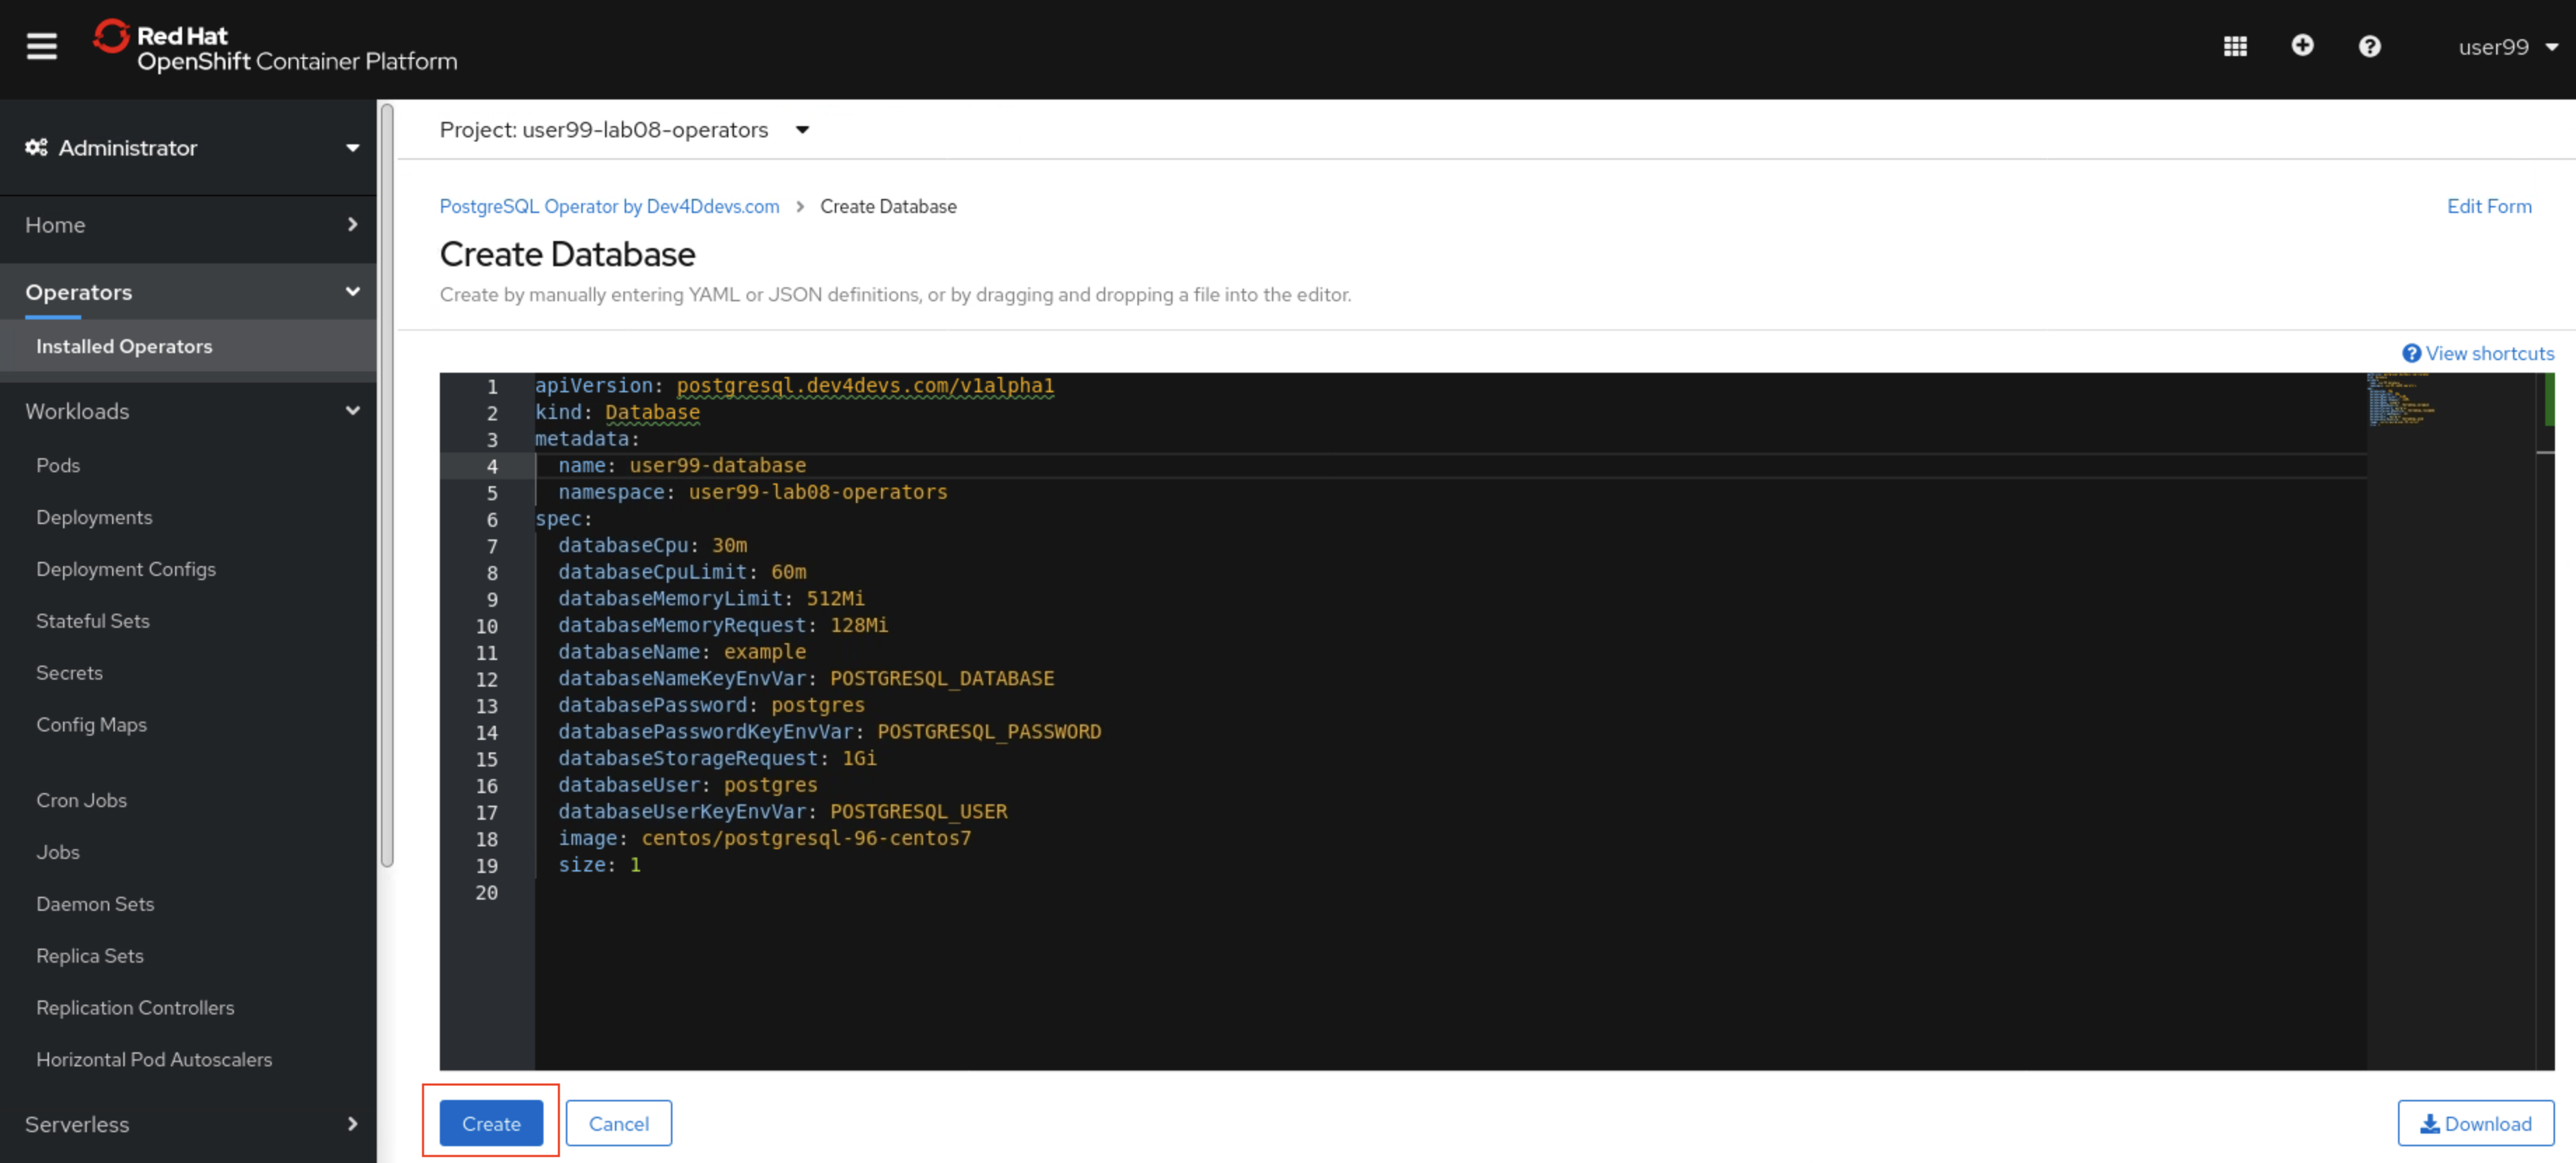 Red Hat
OpenShift Container Platform
user99
Administrator
Home
Operators
Installed Operators
Workloads
Pods
Deployments
Deployment Configs
Stateful Sets
Secrets
Config Maps
Cron Jobs
Jobs
Daemon Sets
Replica Sets
Replication Controllers
Horizontal Pod Autoscalers
Serverless
Project: user99-lab08-operators
PostgreSQL Operator by Dev4Ddevs.com > Create Database
Edit Form
Create Database
Create by manually entering YAML or JSON definitions, or by dragging and dropping a file into the editor.
View shortcuts
1 apiVersion: postgresql.dev4devs.com/v1alpha1
2 kind: Database
3 metadata:
4   name: user99-database
5   namespace: user99-lab08-operators
6 spec:
7   databaseCpu: 30m
8   databaseCpuLimit: 60m
9   databaseMemoryLimit: 512Mi
10   databaseMemoryRequest: 128Mi
11   databaseName: example
12   databaseNameKeyEnvVar: POSTGRESQL_DATABASE
13   databasePassword: postgres
14   databasePasswordKeyEnvVar: POSTGRESQL_PASSWORD
15   databaseStorageRequest: 1Gi
16   databaseUser: postgres
17   databaseUserKeyEnvVar: POSTGRESQL_USER
18   image: centos/postgresql-96-centos7
19   size: 1
20
Create
Cancel
Download